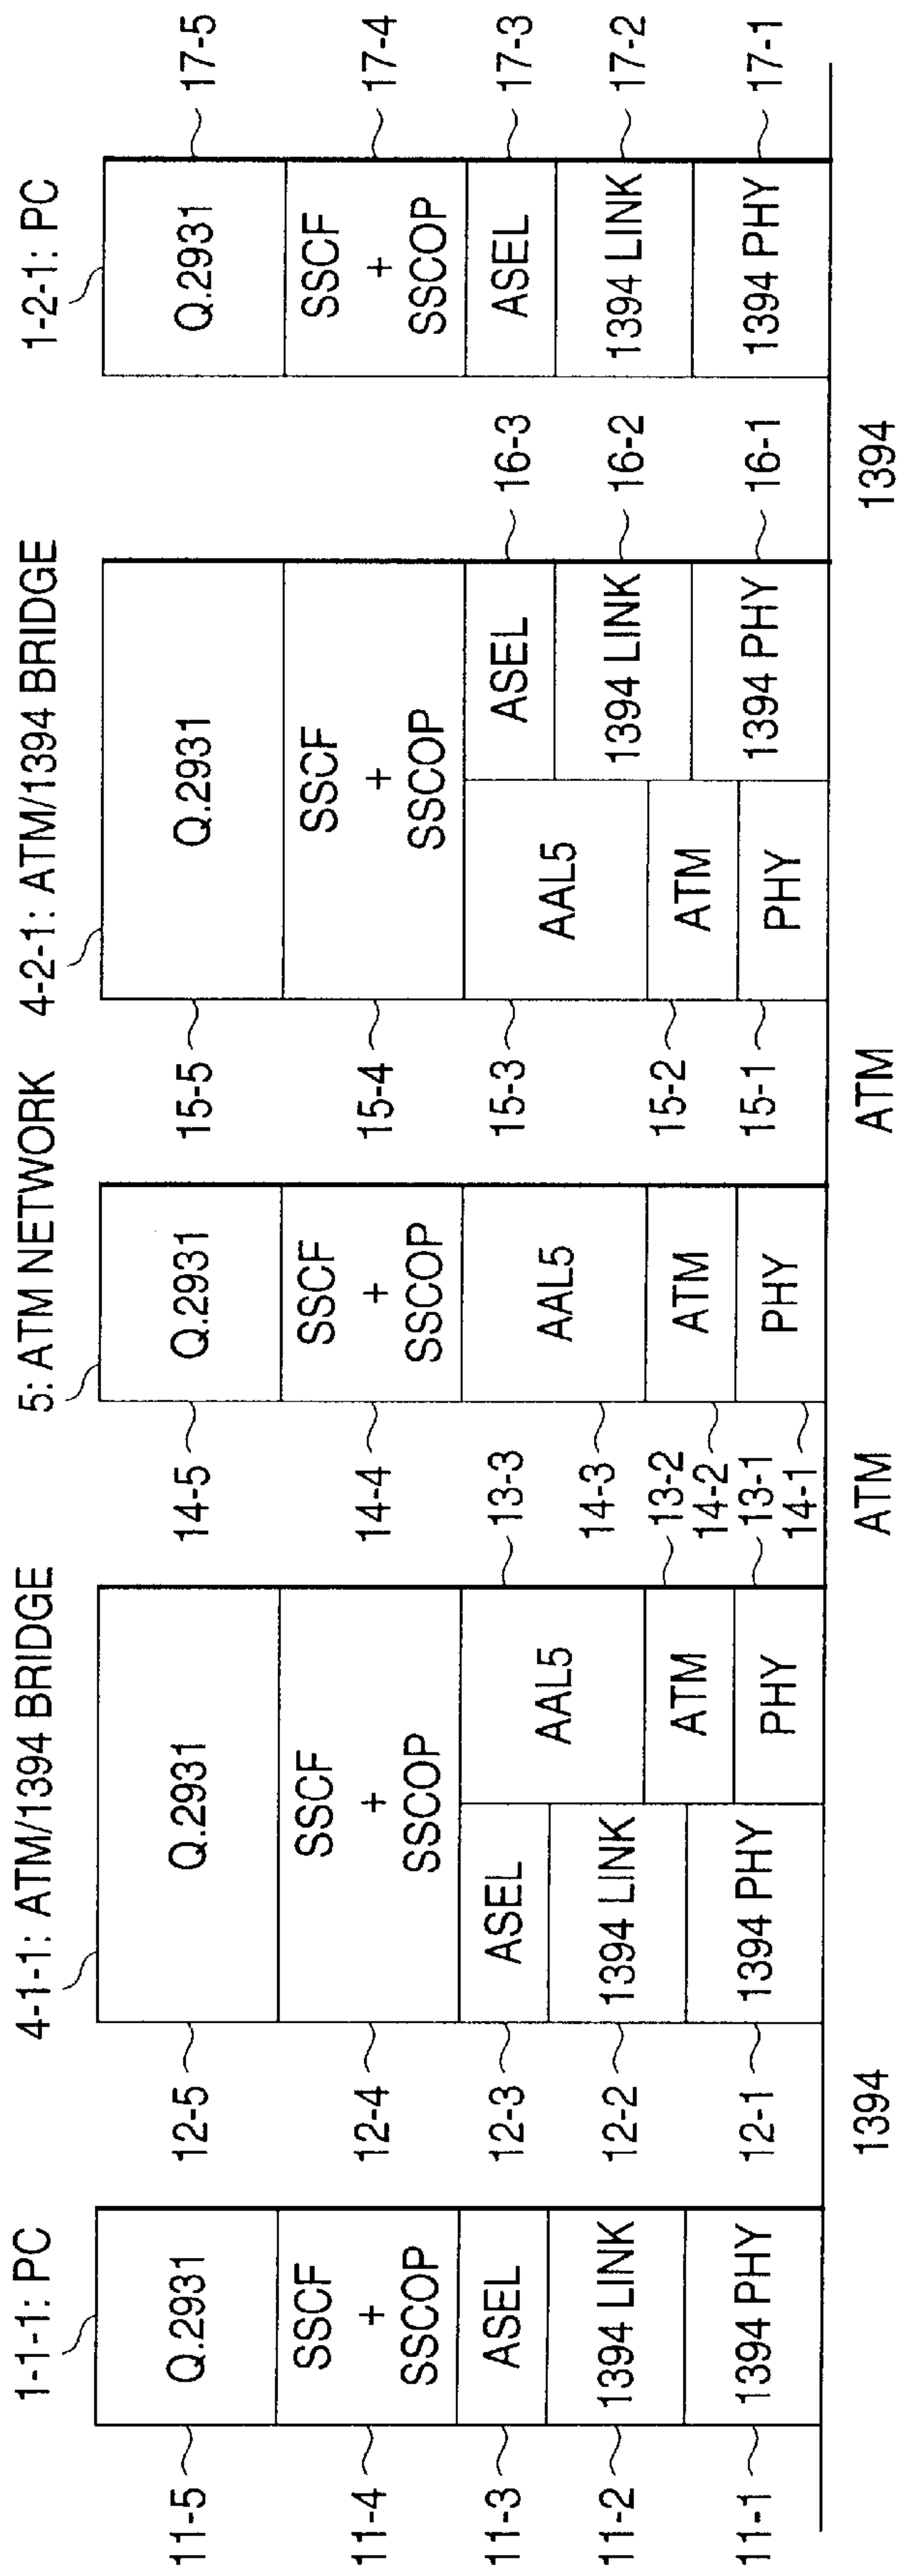 1-1-1: PC
4-1-1: ATM/1394 BRIDGE
5: ATM NETWORK
4-2-1: ATM/1394 BRIDGE
1-2-1: PC
11-5
Q.2931
11-4
SSCF
+
SSCOP
11-3
ASEL
11-2
1394 LINK
11-1
1394 PHY
1394
12-5
Q.2931
12-4
SSCF
+
SSCOP
12-3
ASEL
12-2
1394 LINK
12-1
1394 PHY
AAL5
13-3
ATM
13-2
PHY
13-1
ATM
14-5
Q.2931
14-4
SSCF
+
SSCOP
14-3
AAL5
14-2
ATM
14-1
PHY
ATM
15-5
Q.2931
15-4
SSCF
+
SSCOP
15-3
AAL5
15-2
ATM
15-1
PHY
ASEL
16-3
1394 LINK
16-2
1394 PHY
16-1
1394
Q.2931
17-5
SSCF
+
SSCOP
17-4
ASEL
17-3
1394 LINK
17-2
1394 PHY
17-1